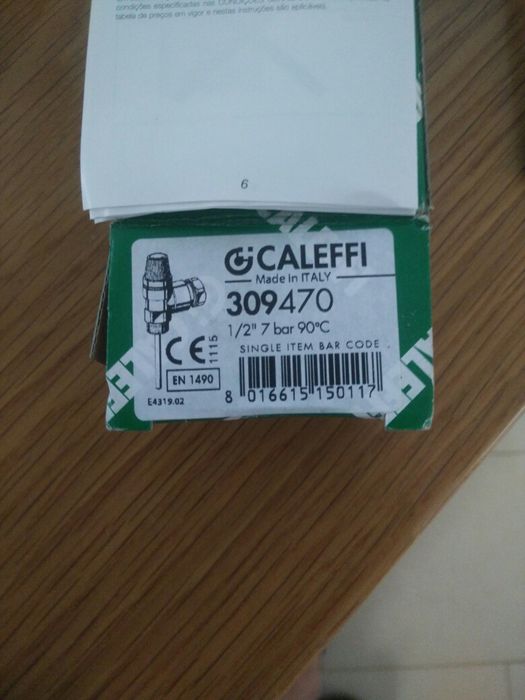 condições especificadas nas CONDIÇÕES
tabela de preços em vigor e nestas instruções são aplicáveis.
6
CALEFFI
Made in ITALY
309470
1/2" 7 bar 90°C
SINGLE ITEM BAR CODE
CE 1115
EN 1490
E4319.02
8 016615 150117